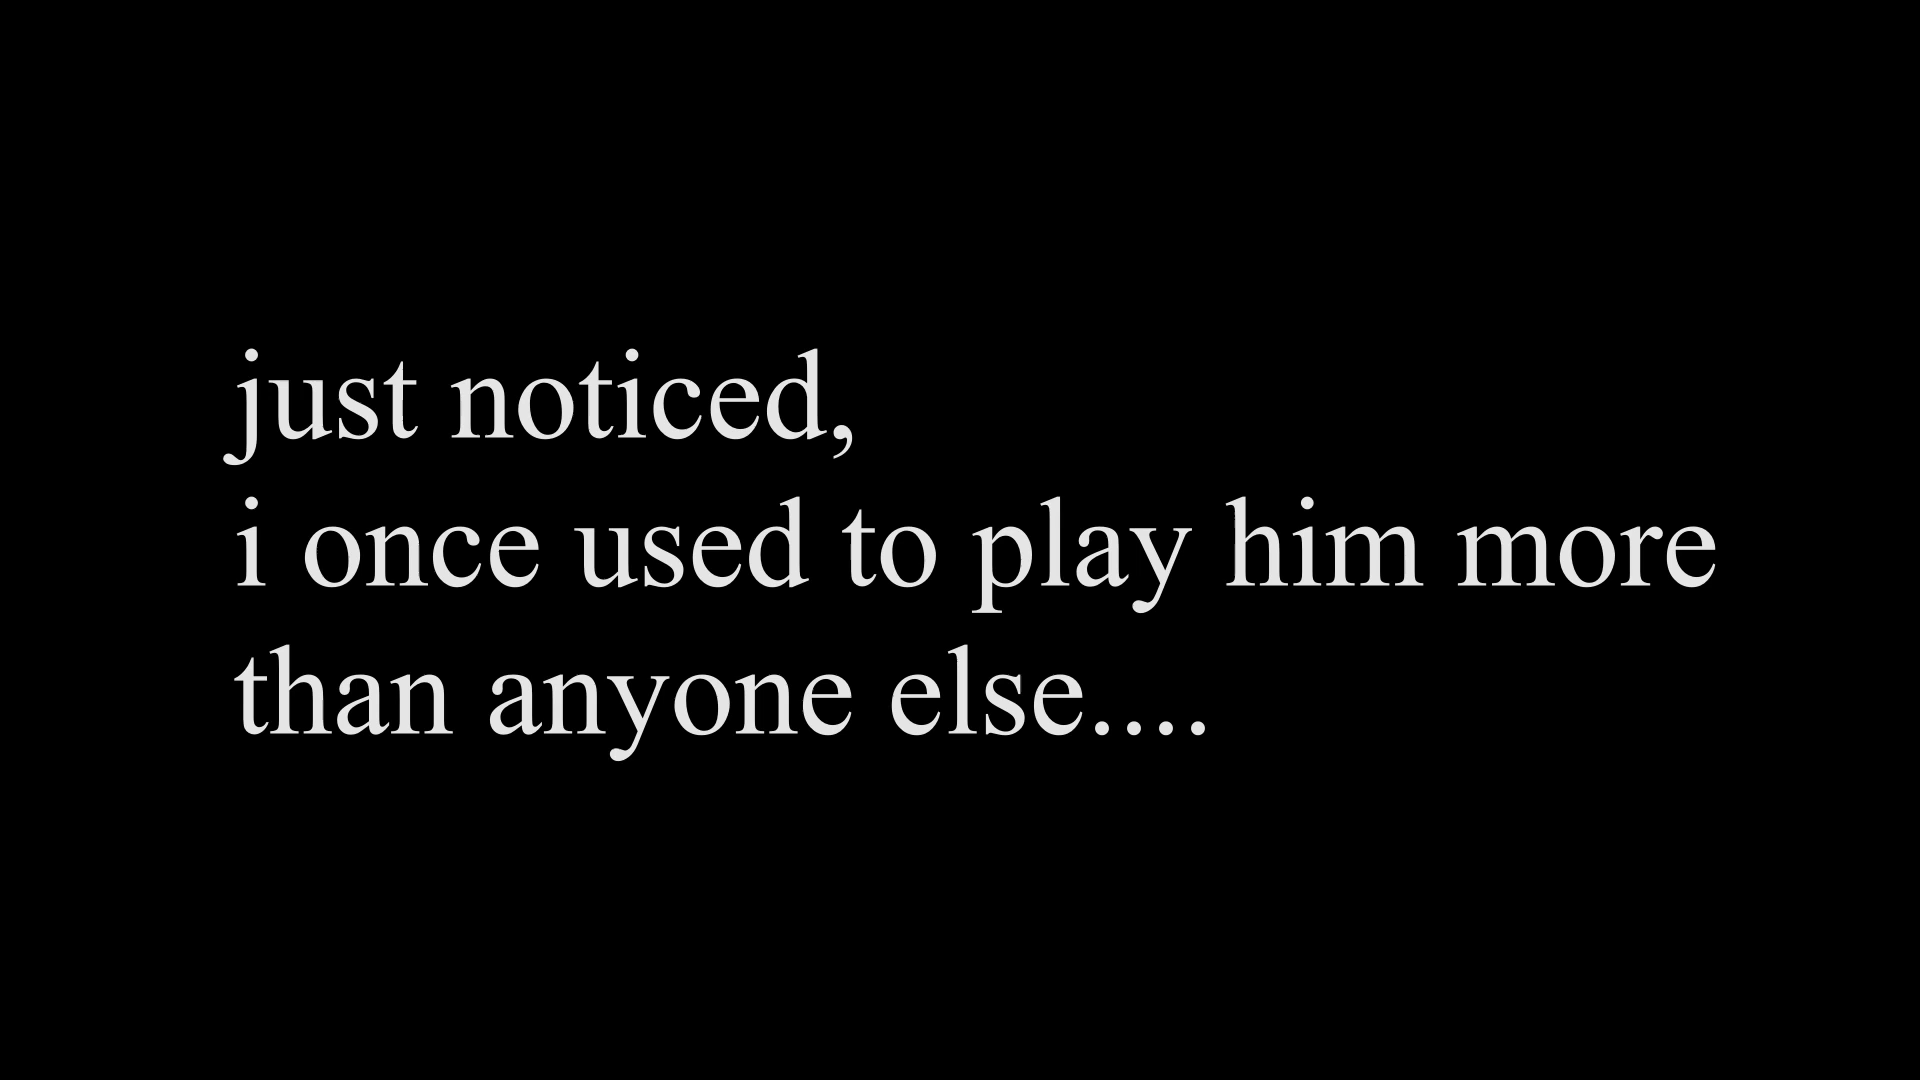 just noticed,
i once used to play him more
than anyone else....